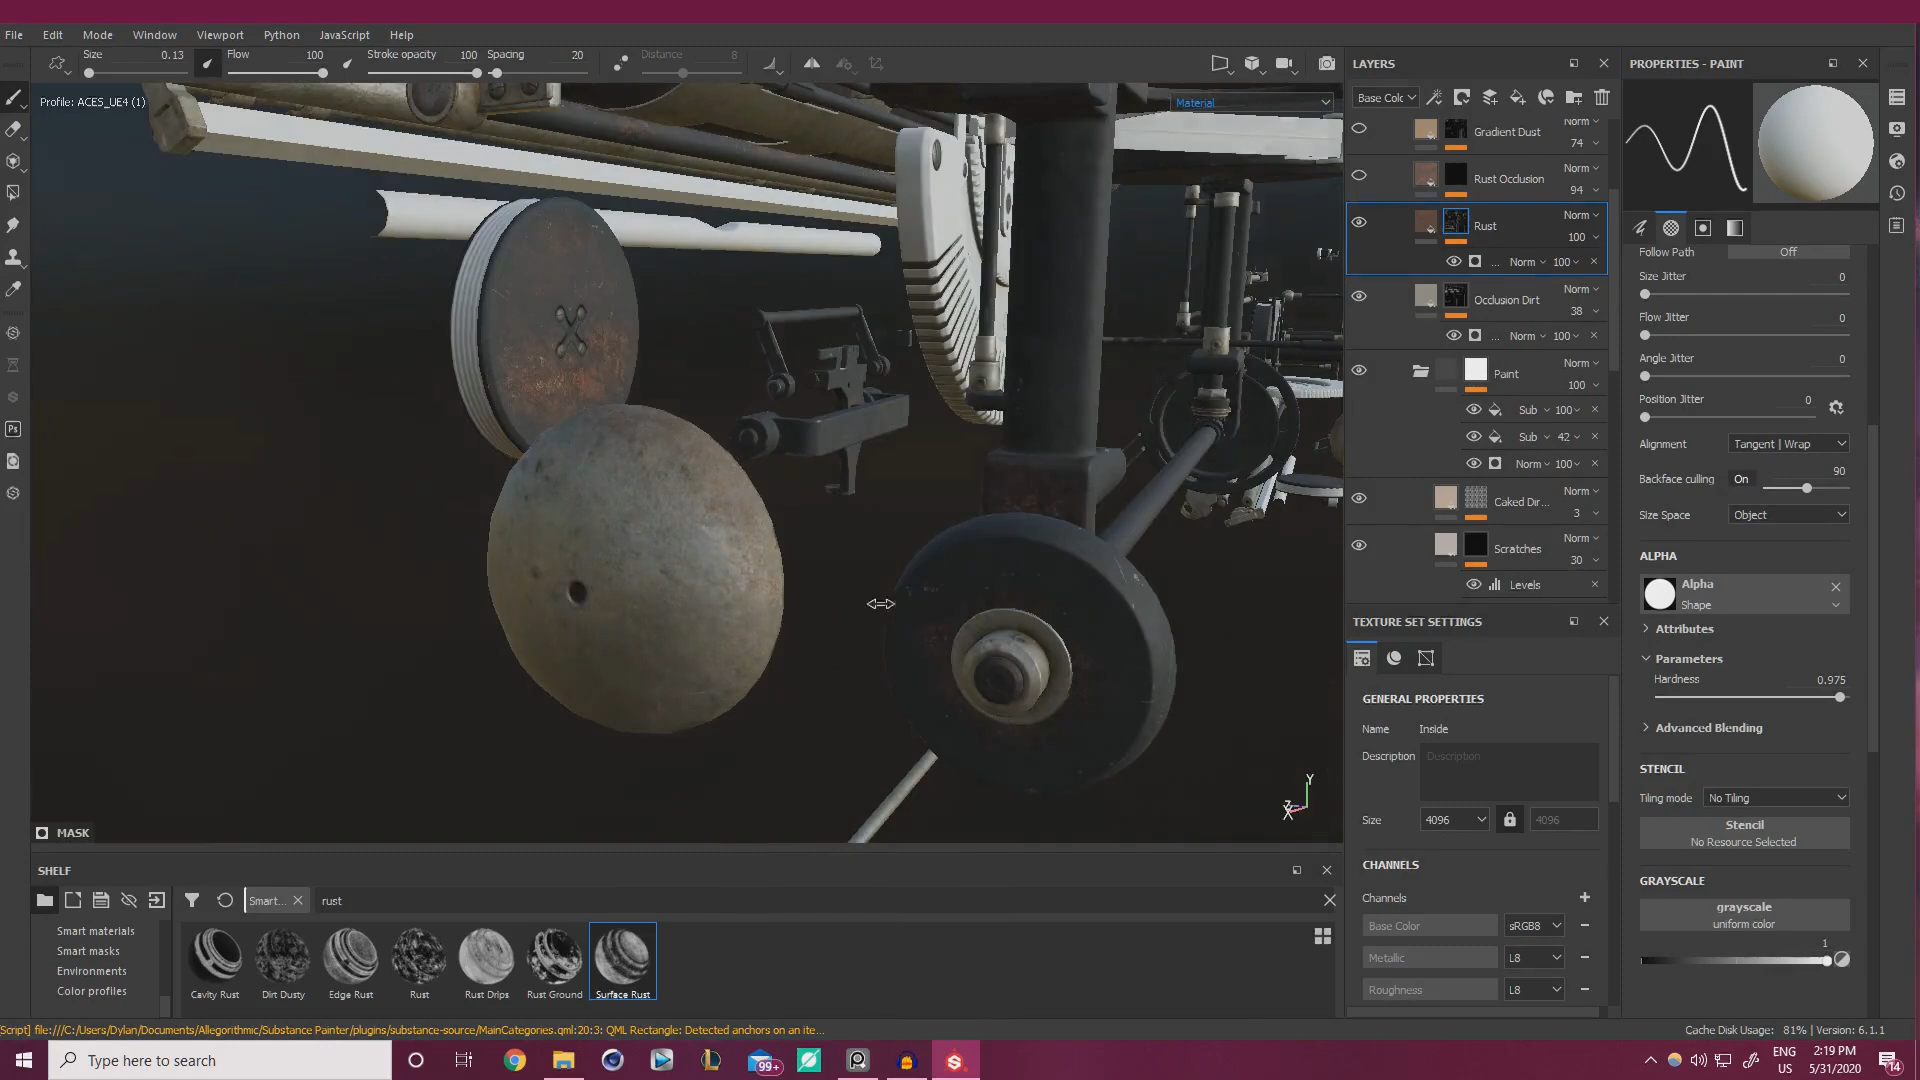 File Edit Mode Window Viewport Python JavaScript Help
Size 0.13 Flow 100 Stroke opacity 100 Spacing 20 Distance 8
Profile: ACES_UE4 (1)
Material
MASK
LAYERS
Base Colc
Gradient Dust Norm 74
Rust Occlusion Norm 94
Rust Norm 100
... Norm 100
Occlusion Dirt Norm 38
... Norm 100
Paint Norm 100
Sub 100
Sub 42
Norm 100
Caked Dir... Norm 3
Scratches Norm 30
Levels
TEXTURE SET SETTINGS
GENERAL PROPERTIES
Name Inside
Description Description
Size 4096 4096
CHANNELS
Channels
Base Color sRGB8
Metallic L8
Roughness L8
PROPERTIES - PAINT
Follow Path Off
Size Jitter 0
Flow Jitter 0
Angle Jitter 0
Position Jitter 0
Alignment Tangent | Wrap
Backface culling On 90
Size Space Object
ALPHA
Alpha
Shape
Attributes
Parameters
Hardness 0.975
Advanced Blending
STENCIL
Tiling mode No Tiling
Stencil
No Resource Selected
GRAYSCALE
grayscale
uniform color
1
SHELF
Smart... rust
Smart materials
Smart masks
Environments
Color profiles
Cavity Rust Dirt Dusty Edge Rust Rust Rust Drips Rust Ground Surface Rust
Script] file:///C:/Users/Dylan/Documents/Allegorithmic/Substance Painter/plugins/substance-source/MainCategories.qml:20:3: QML Rectangle: Detected anchors on an ite...
Cache Disk Usage: 81% | Version: 6.1.1
Type here to search
99+
ENG
US
2:19 PM
5/31/2020
14
Ps
Y
Z
X